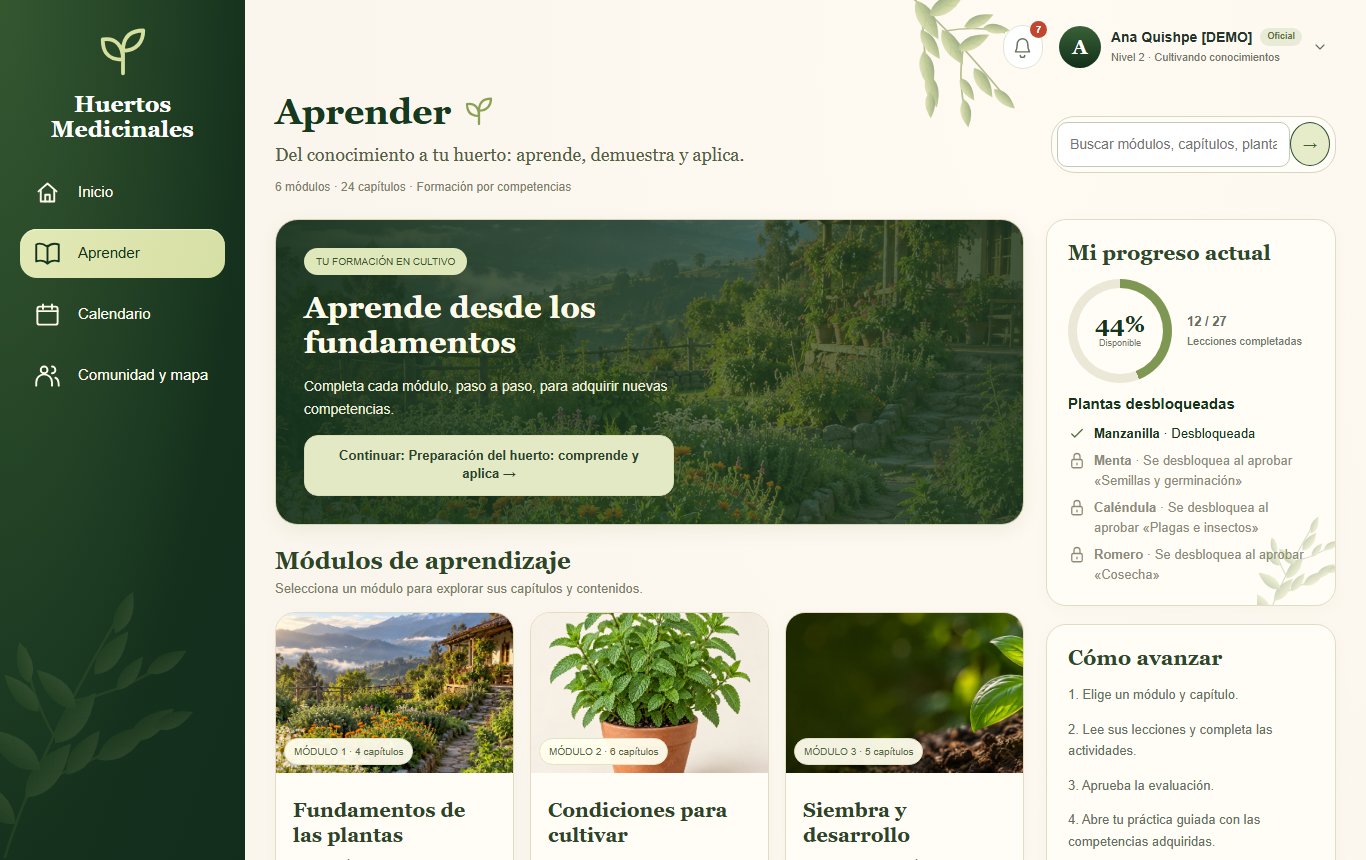 Huertos
Medicinales
Inicio
Aprender
Calendario
Comunidad y mapa
7
A
Ana Quishpe [DEMO]
Oficial
Nivel 2 · Cultivando conocimientos
Aprender
Del conocimiento a tu huerto: aprende, demuestra y aplica.
6 módulos · 24 capítulos · Formación por competencias
Buscar módulos, capítulos, planta
→
TU FORMACIÓN EN CULTIVO
Aprende desde los
fundamentos
Completa cada módulo, paso a paso, para adquirir nuevas
competencias.
Continuar: Preparación del huerto: comprende y
aplica →
Mi progreso actual
44%
Disponible
12 / 27
Lecciones completadas
Plantas desbloqueadas
Manzanilla · Desbloqueada
Menta · Se desbloquea al aprobar
«Semillas y germinación»
Caléndula · Se desbloquea al
aprobar «Plagas e insectos»
Romero · Se desbloquea al aprobar
«Cosecha»
Módulos de aprendizaje
Selecciona un módulo para explorar sus capítulos y contenidos.
MÓDULO 1 · 4 capítulos
Fundamentos de
las plantas
MÓDULO 2 · 6 capítulos
Condiciones para
cultivar
MÓDULO 3 · 5 capítulos
Siembra y
desarrollo
Cómo avanzar
1. Elige un módulo y capítulo.
2. Lee sus lecciones y completa las
actividades.
3. Aprueba la evaluación.
4. Abre tu práctica guiada con las
competencias adquiridas.